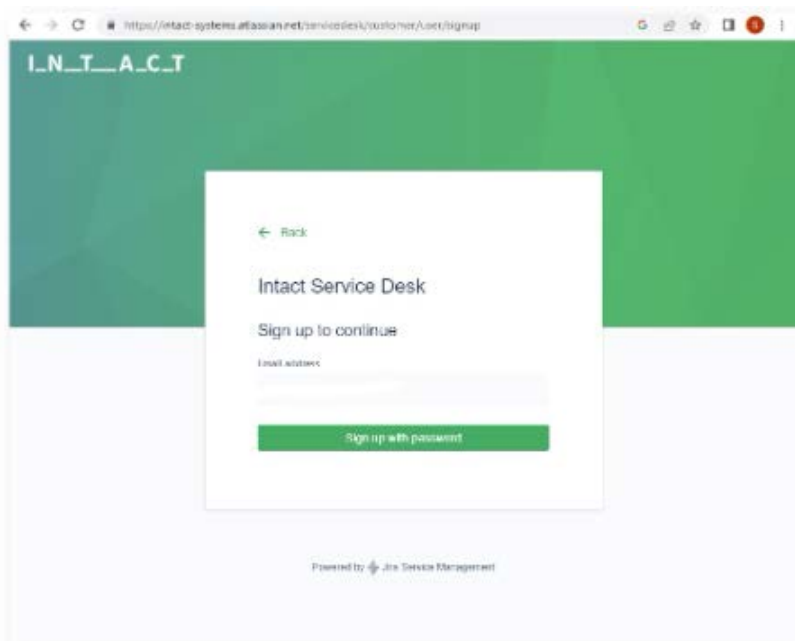 https://intact-systems.atlassian.net/servicedesk/customer/user/signup
I_N_T__A_C_T
← Back
Intact Service Desk
Sign up to continue
Email address
Sign up with password
Powered by Jira Service Management